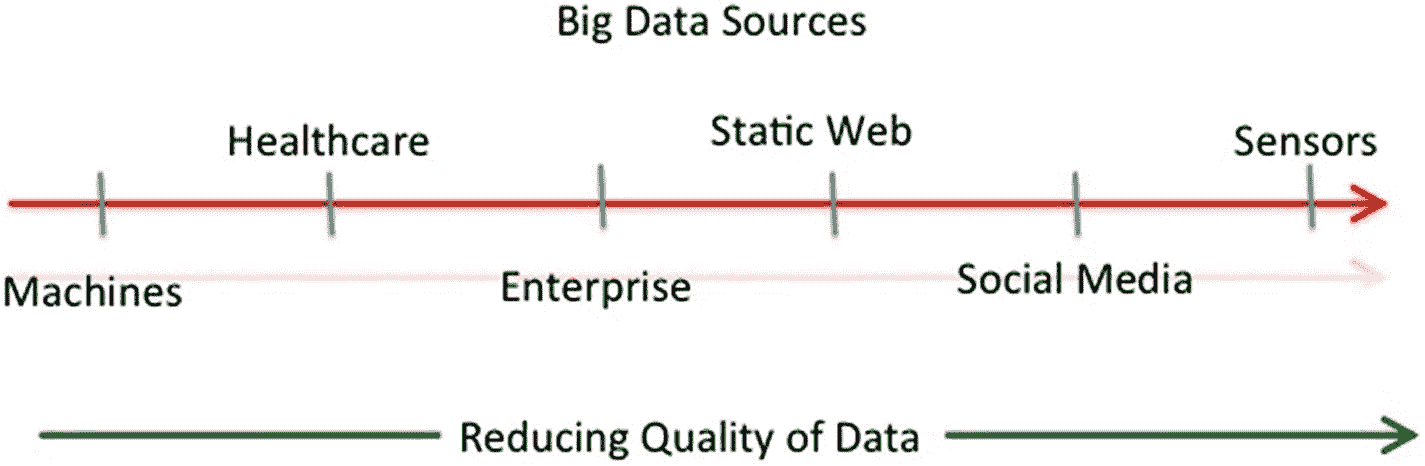 Big Data Sources
Healthcare
Static Web
Sensors
Machines
Enterprise
Social Media
Reducing Quality of Data